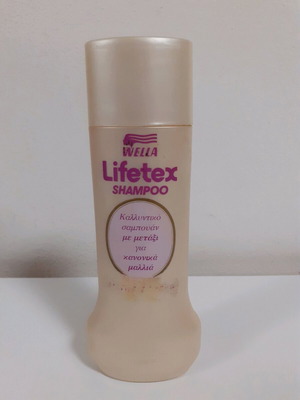 WELLA
Lifetex
SHAMPOO
Καλλυντικό
σαμπουάν
με μετάξι
για
κανονικά
μαλλιά